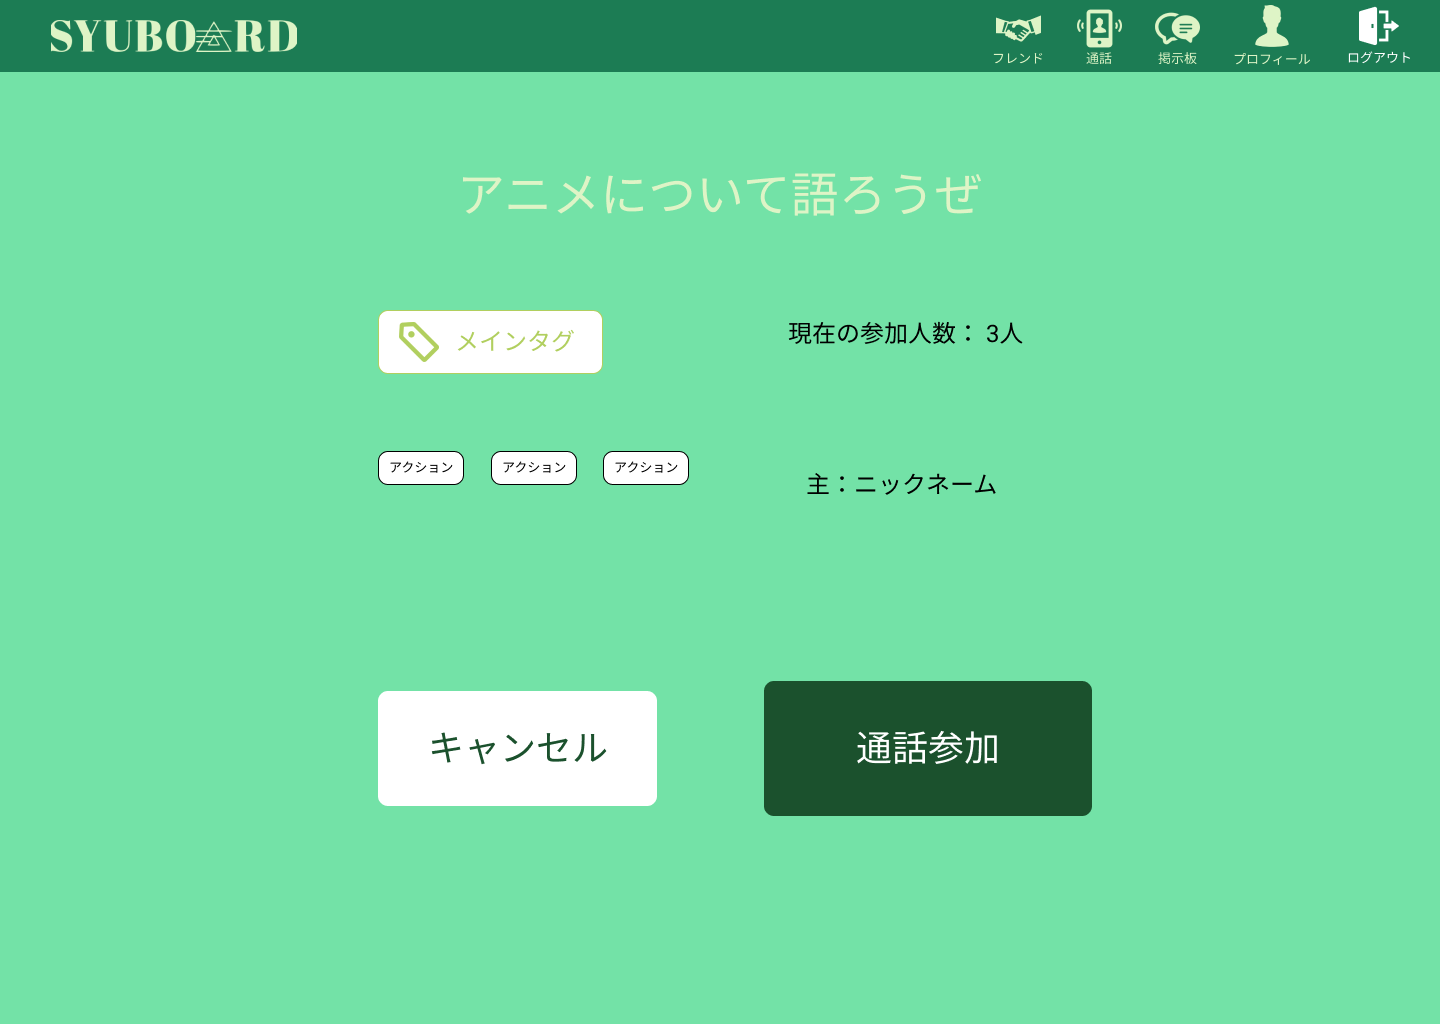 SYUBOARD
フレンド
通話
掲示板
プロフィール
ログアウト
アニメについて語ろうぜ
メインタグ
現在の参加人数： 3人
アクション
アクション
アクション
主：ニックネーム
キャンセル
通話参加